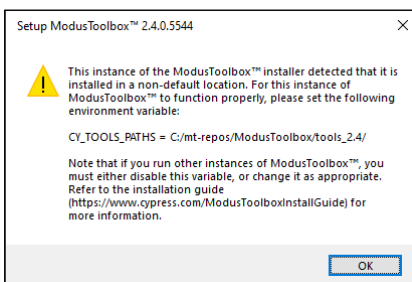 Setup ModusToolbox™ 2.4.0.5544
This instance of the ModusToolbox™ installer detected that it is
installed in a non-default location. For this instance of
ModusToolbox™ to function properly, please set the following
environment variable:
CY_TOOLS_PATHS = C:/mt-repos/ModusToolbox/tools_2.4/
Note that if you run other instances of ModusToolbox™, you
must either disable this variable, or change it as appropriate.
Refer to the installation guide
(https://www.cypress.com/ModusToolboxInstallGuide) for
more information.
OK